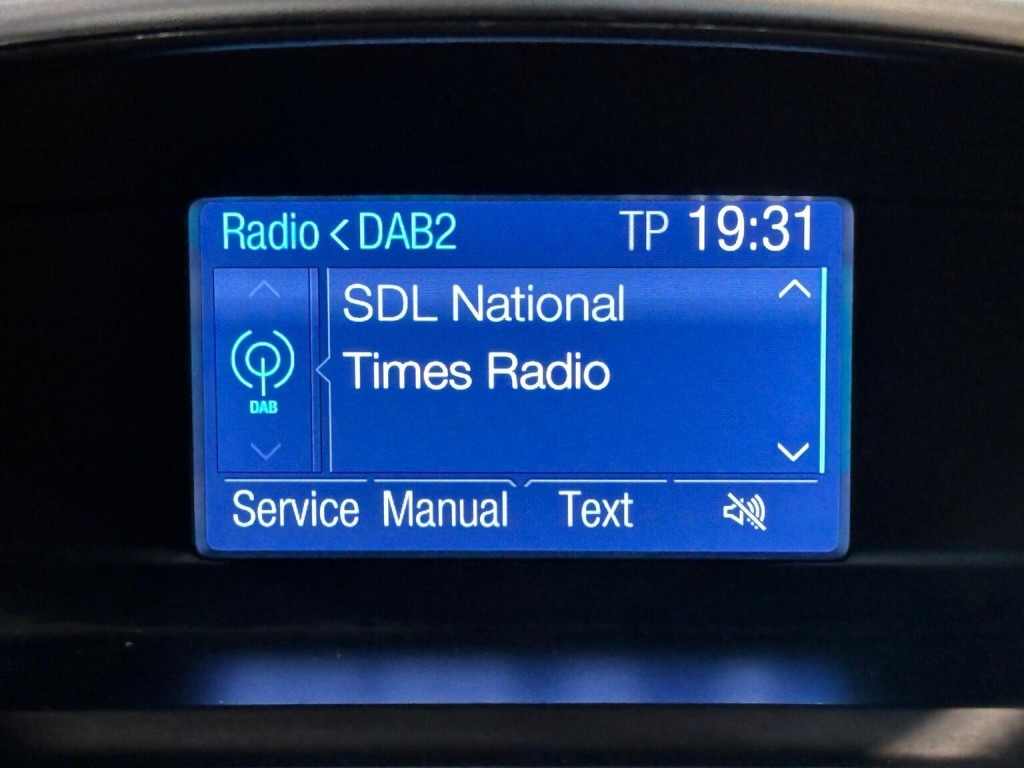 Radio < DAB2 TP 19:31
SDL National
Times Radio
DAB
Service Manual Text